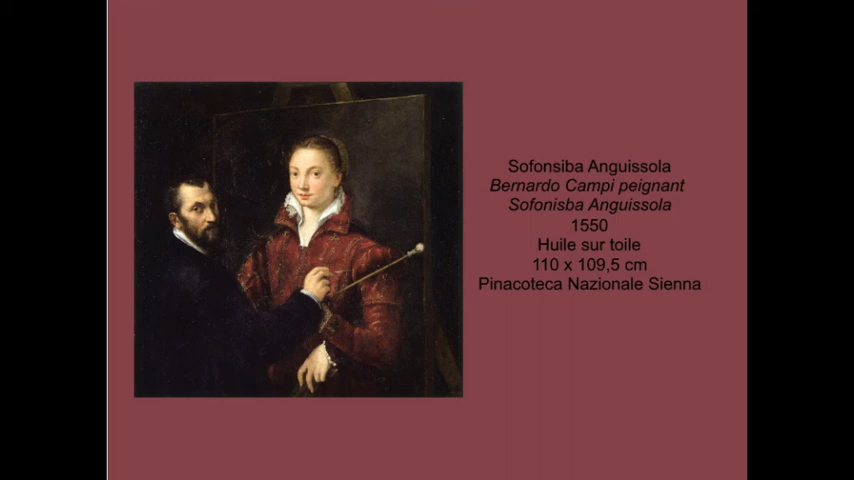 Sofonsiba Anguissola
Bernardo Campi peignant
Sofonisba Anguissola
1550
Huile sur toile
110 x 109,5 cm
Pinacoteca Nazionale Sienna